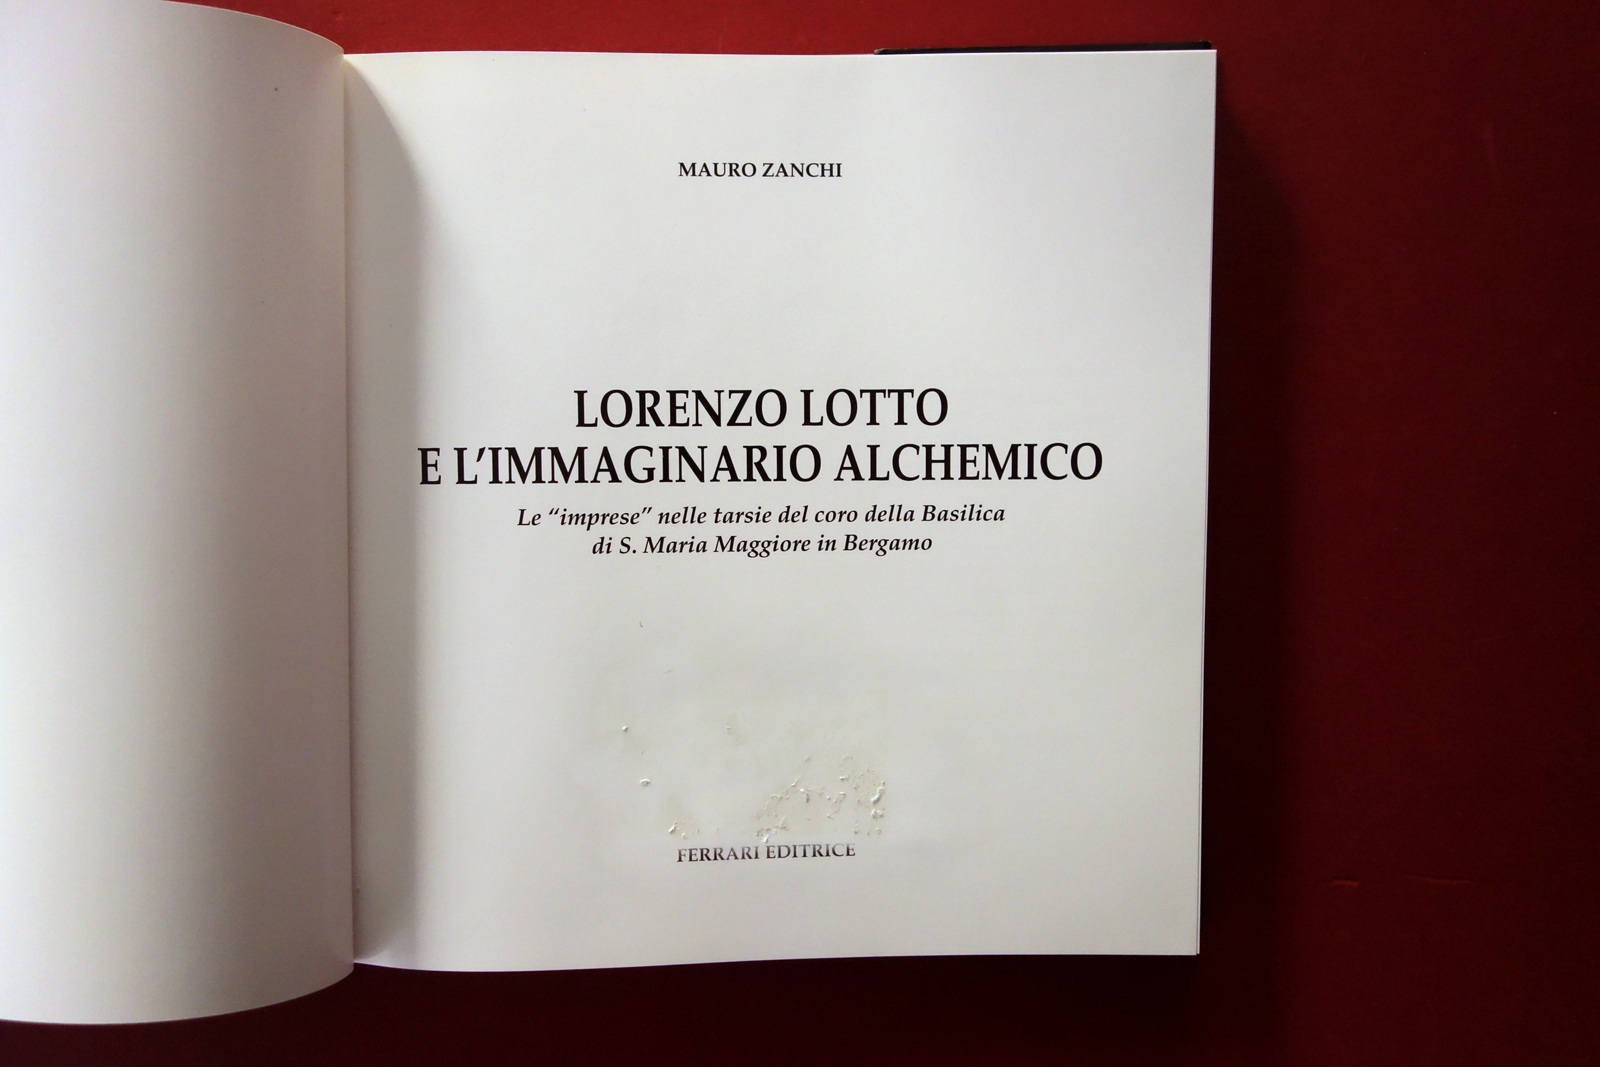 MAURO ZANCHI
LORENZO LOTTO
E L'IMMAGINARIO ALCHEMICO
Le “imprese” nelle tarsie del coro della Basilica
di S. Maria Maggiore in Bergamo
FERRARI EDITRICE